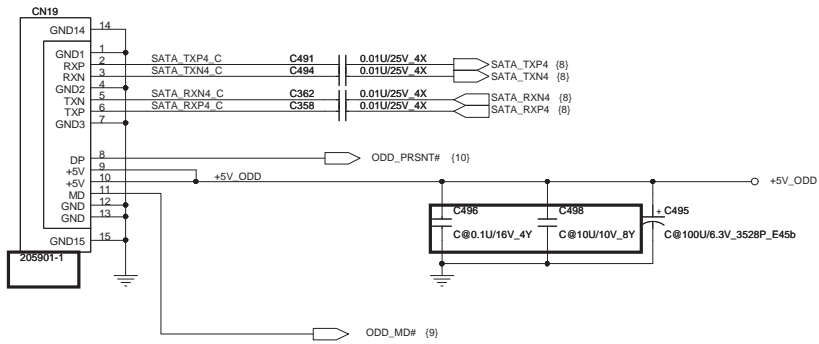 CN19
GND14 14
GND1 1
RXP 2 SATA_TXP4_C C491 0.01U/25V_4X SATA_TXP4 {8}
RXN 3 SATA_TXN4_C C494 0.01U/25V_4X SATA_TXN4 {8}
GND2 4
TXN 5 SATA_RXN4_C C362 0.01U/25V_4X SATA_RXN4 {8}
TXP 6 SATA_RXP4_C C358 0.01U/25V_4X SATA_RXP4 {8}
GND3 7
DP 8 ODD_PRSNT# {10}
+5V 9
+5V 10 +5V_ODD +5V_ODD
MD 11
GND 12
GND 13
C496 C498 + C495
C@0.1U/16V_4Y C@10U/10V_8Y C@100U/6.3V_3528P_E45b
GND15 15
205901-1
ODD_MD# {9}